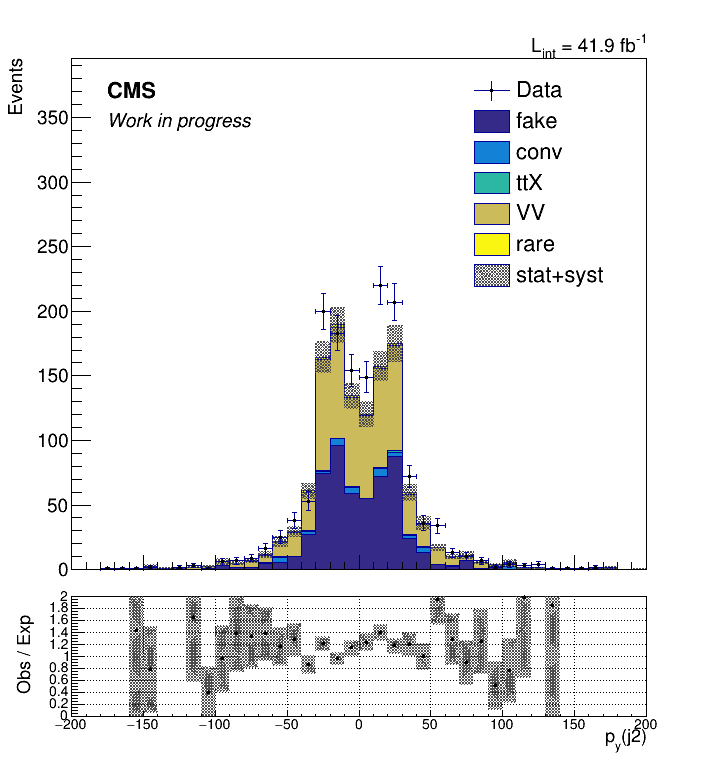 L_int = 41.9 fb^-1
Events
CMS
Work in progress
Data
fake
conv
ttX
VV
rare
stat+syst
350
300
250
200
150
100
50
0
Obs / Exp
2
1.8
1.6
1.4
1.2
1
0.8
0.6
0.4
0.2
0
−200 −150 −100 −50 0 50 100 150 200
p_y(j2)